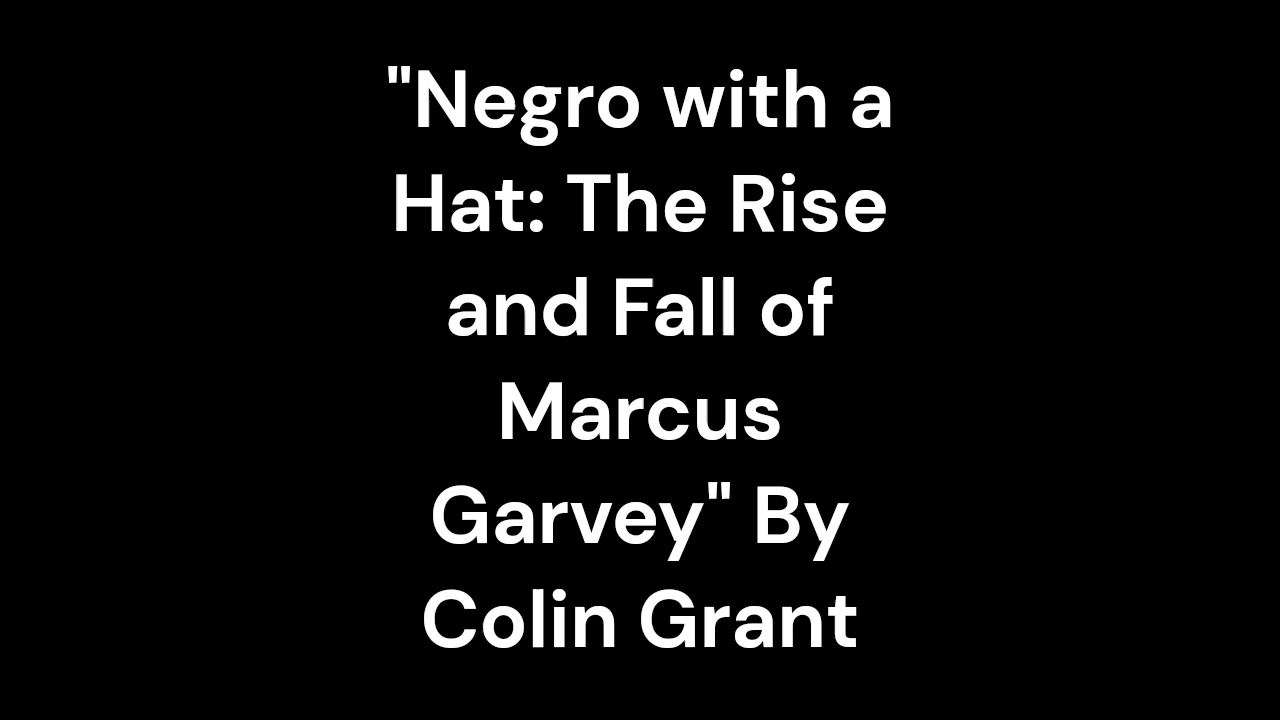 "Negro with a
Hat: The Rise
and Fall of
Marcus
Garvey" By
Colin Grant